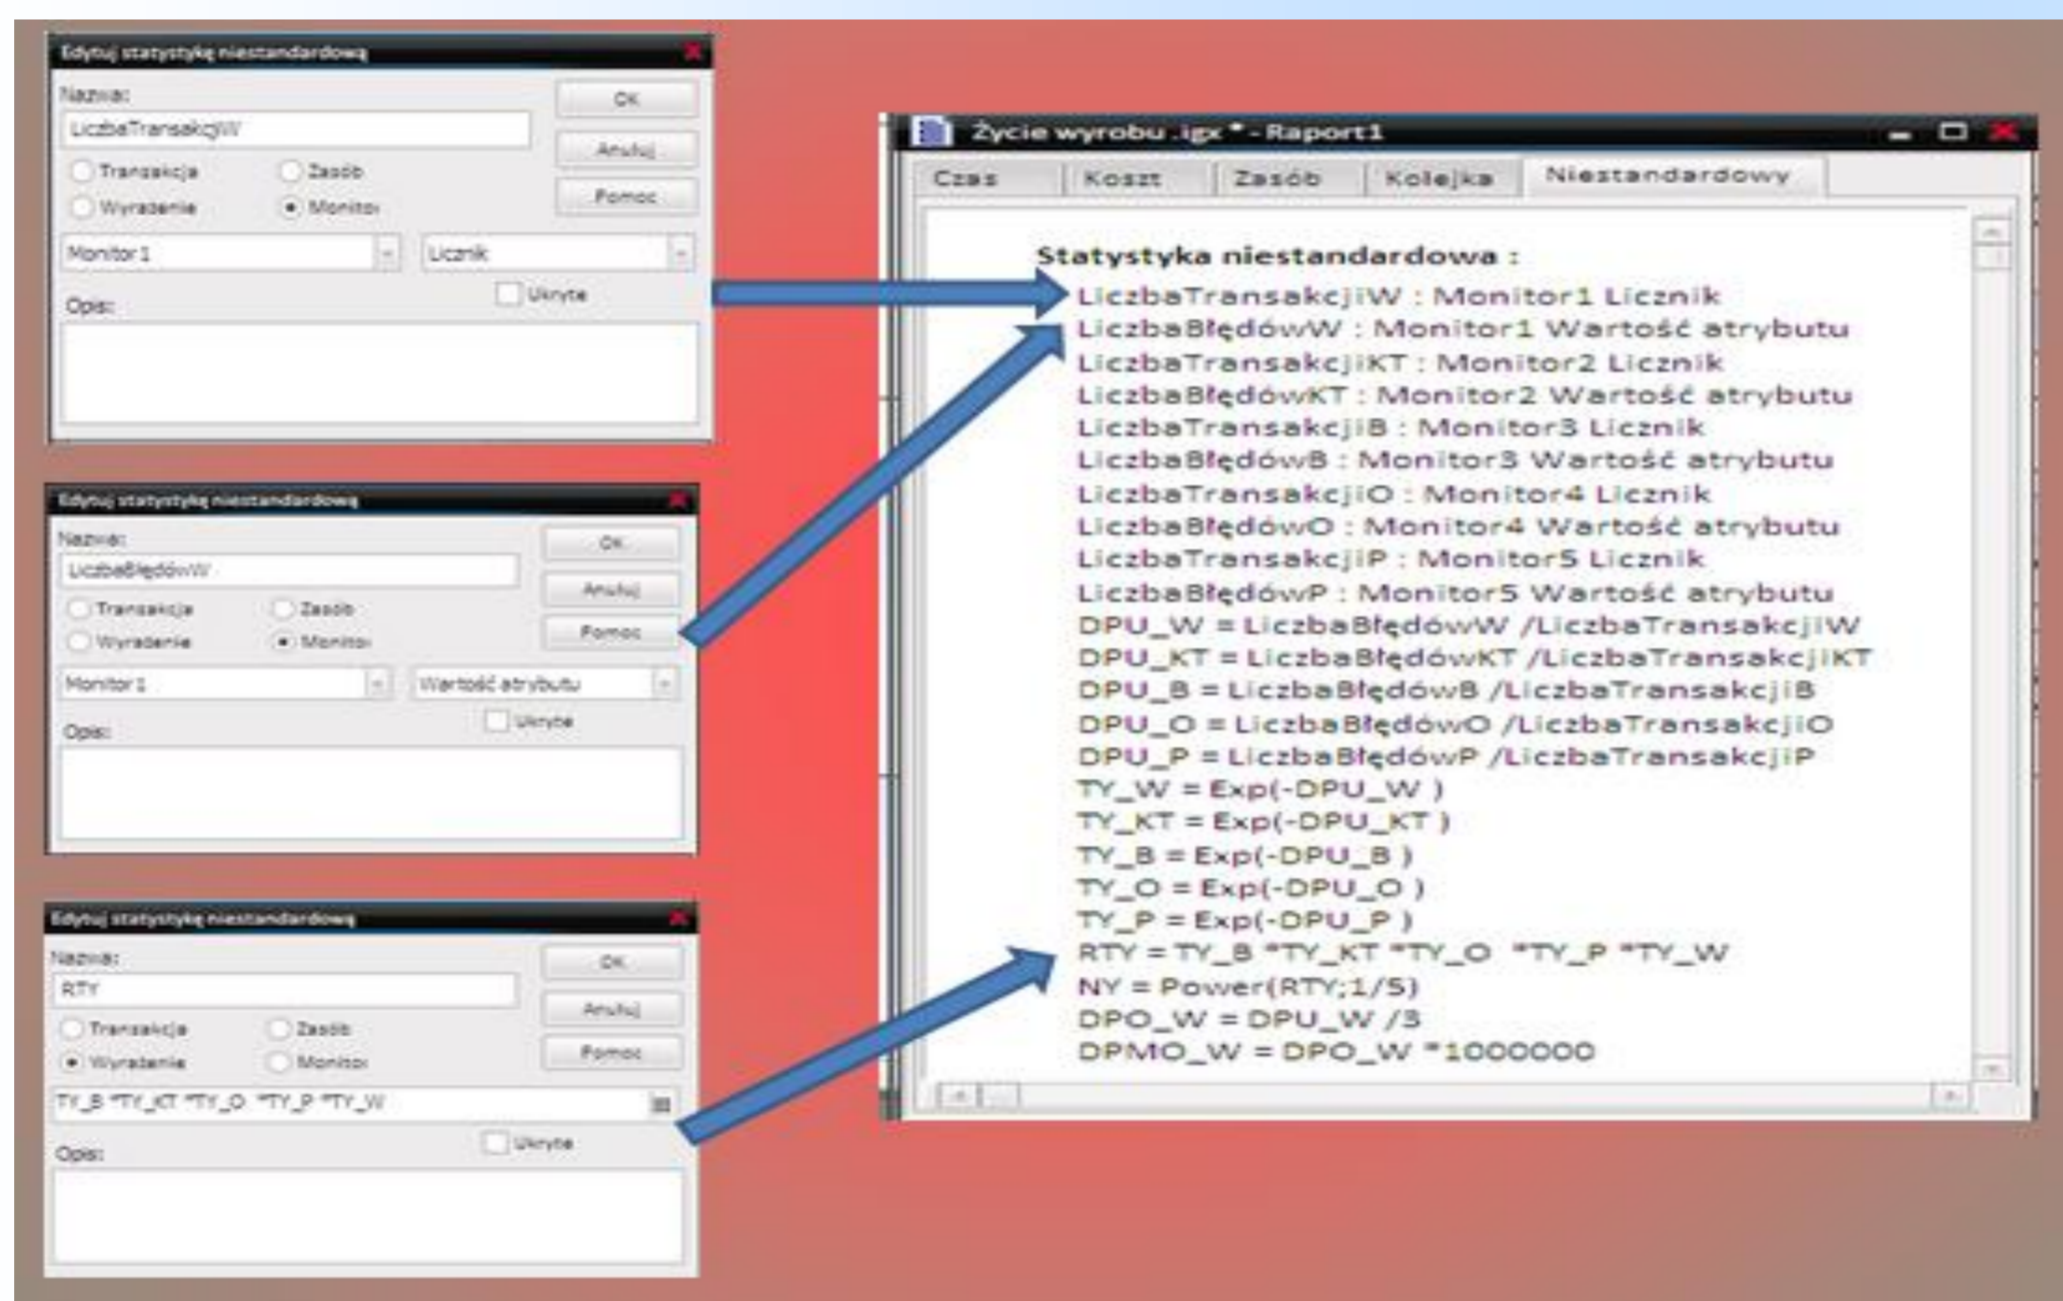 Edytuj statystykę niestandardową
Nazwa:
LiczbaTransakcjiW
OK
Anuluj
Transakcja
Zasób
Wyrażenie
Monitor
Pomoc
Monitor1
Licznik
Ukryte
Opis:
Edytuj statystykę niestandardową
Nazwa:
LiczbaBłędówW
OK
Anuluj
Transakcja
Zasób
Wyrażenie
Monitor
Pomoc
Monitor1
Wartość atrybutu
Ukryte
Opis:
Edytuj statystykę niestandardową
Nazwa:
RTY
OK
Anuluj
Transakcja
Zasób
Wyrażenie
Monitor
Pomoc
TY_B *TY_KT *TY_O *TY_P *TY_W
Ukryte
Opis:
Życie wyrobu .igx * - Raport1
Czas Koszt Zasób Kolejka Niestandardowy
Statystyka niestandardowa :
LiczbaTransakcjiW : Monitor1 Licznik
LiczbaBłędówW : Monitor1 Wartość atrybutu
LiczbaTransakcjiKT : Monitor2 Licznik
LiczbaBłędówKT : Monitor2 Wartość atrybutu
LiczbaTransakcjiB : Monitor3 Licznik
LiczbaBłędówB : Monitor3 Wartość atrybutu
LiczbaTransakcjiO : Monitor4 Licznik
LiczbaBłędówO : Monitor4 Wartość atrybutu
LiczbaTransakcjiP : Monitor5 Licznik
LiczbaBłędówP : Monitor5 Wartość atrybutu
DPU_W = LiczbaBłędówW /LiczbaTransakcjiW
DPU_KT = LiczbaBłędówKT /LiczbaTransakcjiKT
DPU_B = LiczbaBłędówB /LiczbaTransakcjiB
DPU_O = LiczbaBłędówO /LiczbaTransakcjiO
DPU_P = LiczbaBłędówP /LiczbaTransakcjiP
TY_W = Exp(-DPU_W )
TY_KT = Exp(-DPU_KT )
TY_B = Exp(-DPU_B )
TY_O = Exp(-DPU_O )
TY_P = Exp(-DPU_P )
RTY = TY_B *TY_KT *TY_O *TY_P *TY_W
NY = Power(RTY;1/5)
DPO_W = DPU_W /3
DPMO_W = DPO_W *1000000